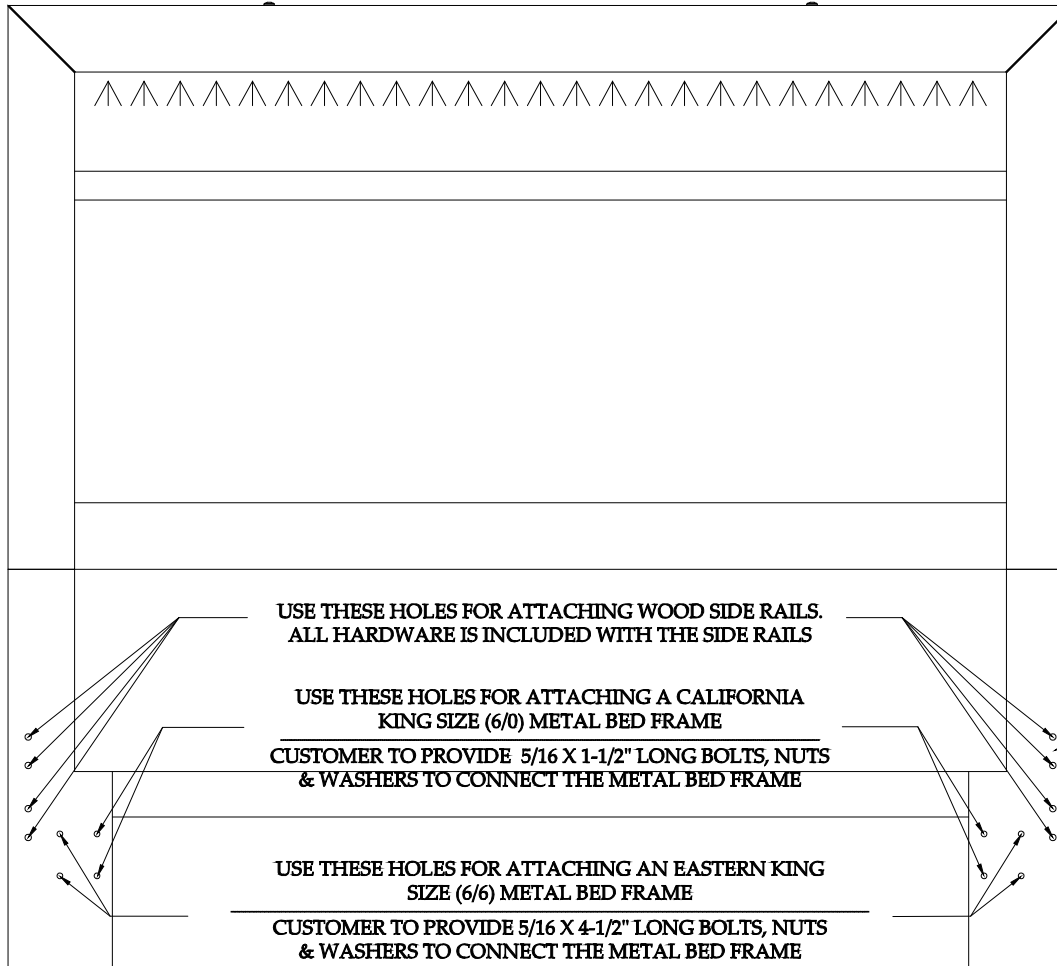 USE THESE HOLES FOR ATTACHING WOOD SIDE RAILS.
ALL HARDWARE IS INCLUDED WITH THE SIDE RAILS
USE THESE HOLES FOR ATTACHING A CALIFORNIA
KING SIZE (6/0) METAL BED FRAME
CUSTOMER TO PROVIDE 5/16 X 1-1/2" LONG BOLTS, NUTS
& WASHERS TO CONNECT THE METAL BED FRAME
USE THESE HOLES FOR ATTACHING AN EASTERN KING
SIZE (6/6) METAL BED FRAME
CUSTOMER TO PROVIDE 5/16 X 4-1/2" LONG BOLTS, NUTS
& WASHERS TO CONNECT THE METAL BED FRAME